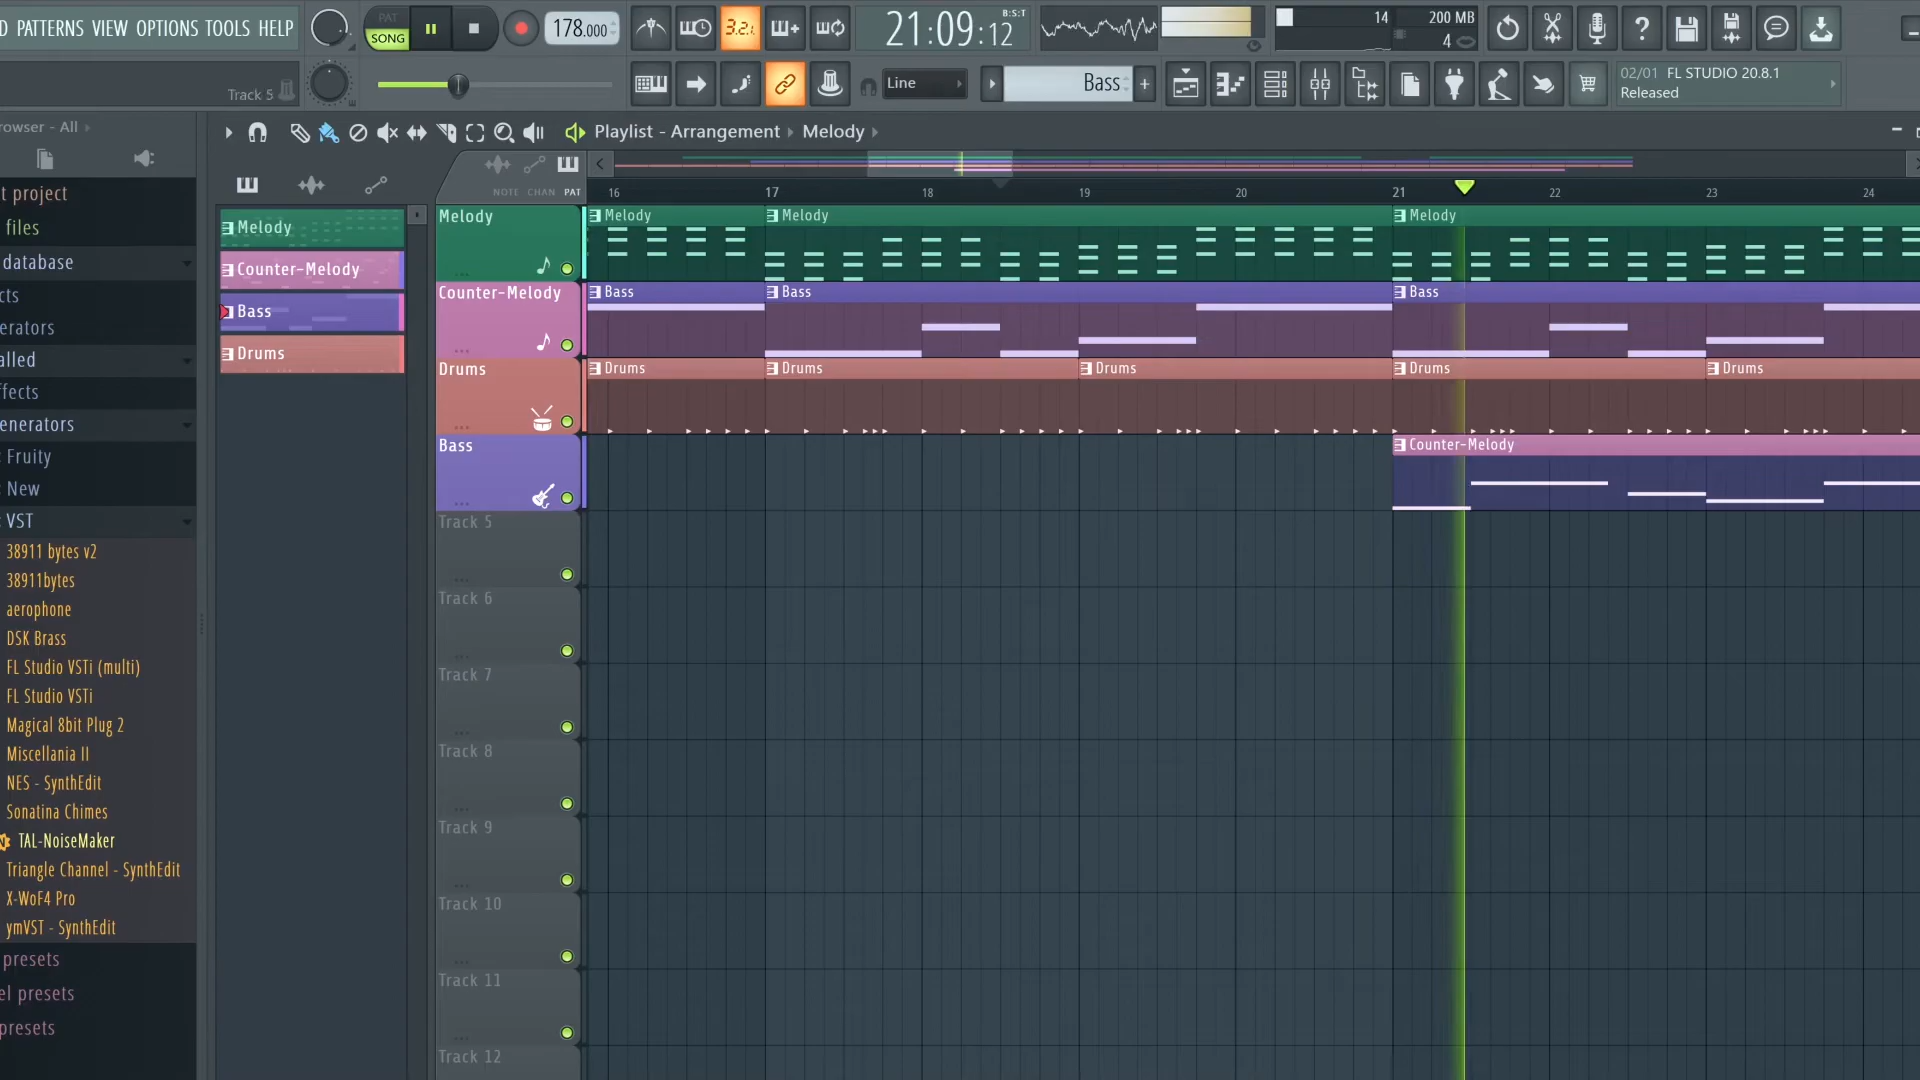 D PATTERNS VIEW OPTIONS TOOLS HELP
PAT
SONG
178.000
3.2.
21:09:12
B:S:T
14
200 MB
4
Track 5
Line
Bass
02/01 FL STUDIO 20.8.1
Released
rowser - All
Playlist - Arrangement
Melody
NOTE CHAN PAT
16 17 18 19 20 21 22 23 24
t project
files
database
cts
erators
alled
ffects
enerators
Fruity
New
VST
38911 bytes v2
38911bytes
aerophone
DSK Brass
FL Studio VSTi (multi)
FL Studio VSTi
Magical 8bit Plug 2
Miscellania II
NES - SynthEdit
Sonatina Chimes
TAL-NoiseMaker
Triangle Channel - SynthEdit
X-WoF4 Pro
ymVST - SynthEdit
presets
el presets
presets
Melody
Counter-Melody
Bass
Drums
Melody
Melody
Melody
Melody
Counter-Melody
Bass
Bass
Bass
Drums
Drums
Drums
Drums
Drums
Drums
Bass
Counter-Melody
Track 5
Track 6
Track 7
Track 8
Track 9
Track 10
Track 11
Track 12